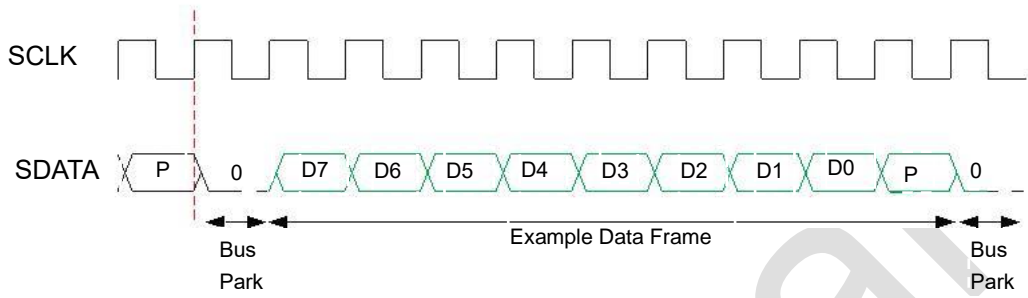 SCLK
SDATA P 0 D7 D6 D5 D4 D3 D2 D1 D0 P 0
Bus
Park
Example Data Frame
Bus
Park